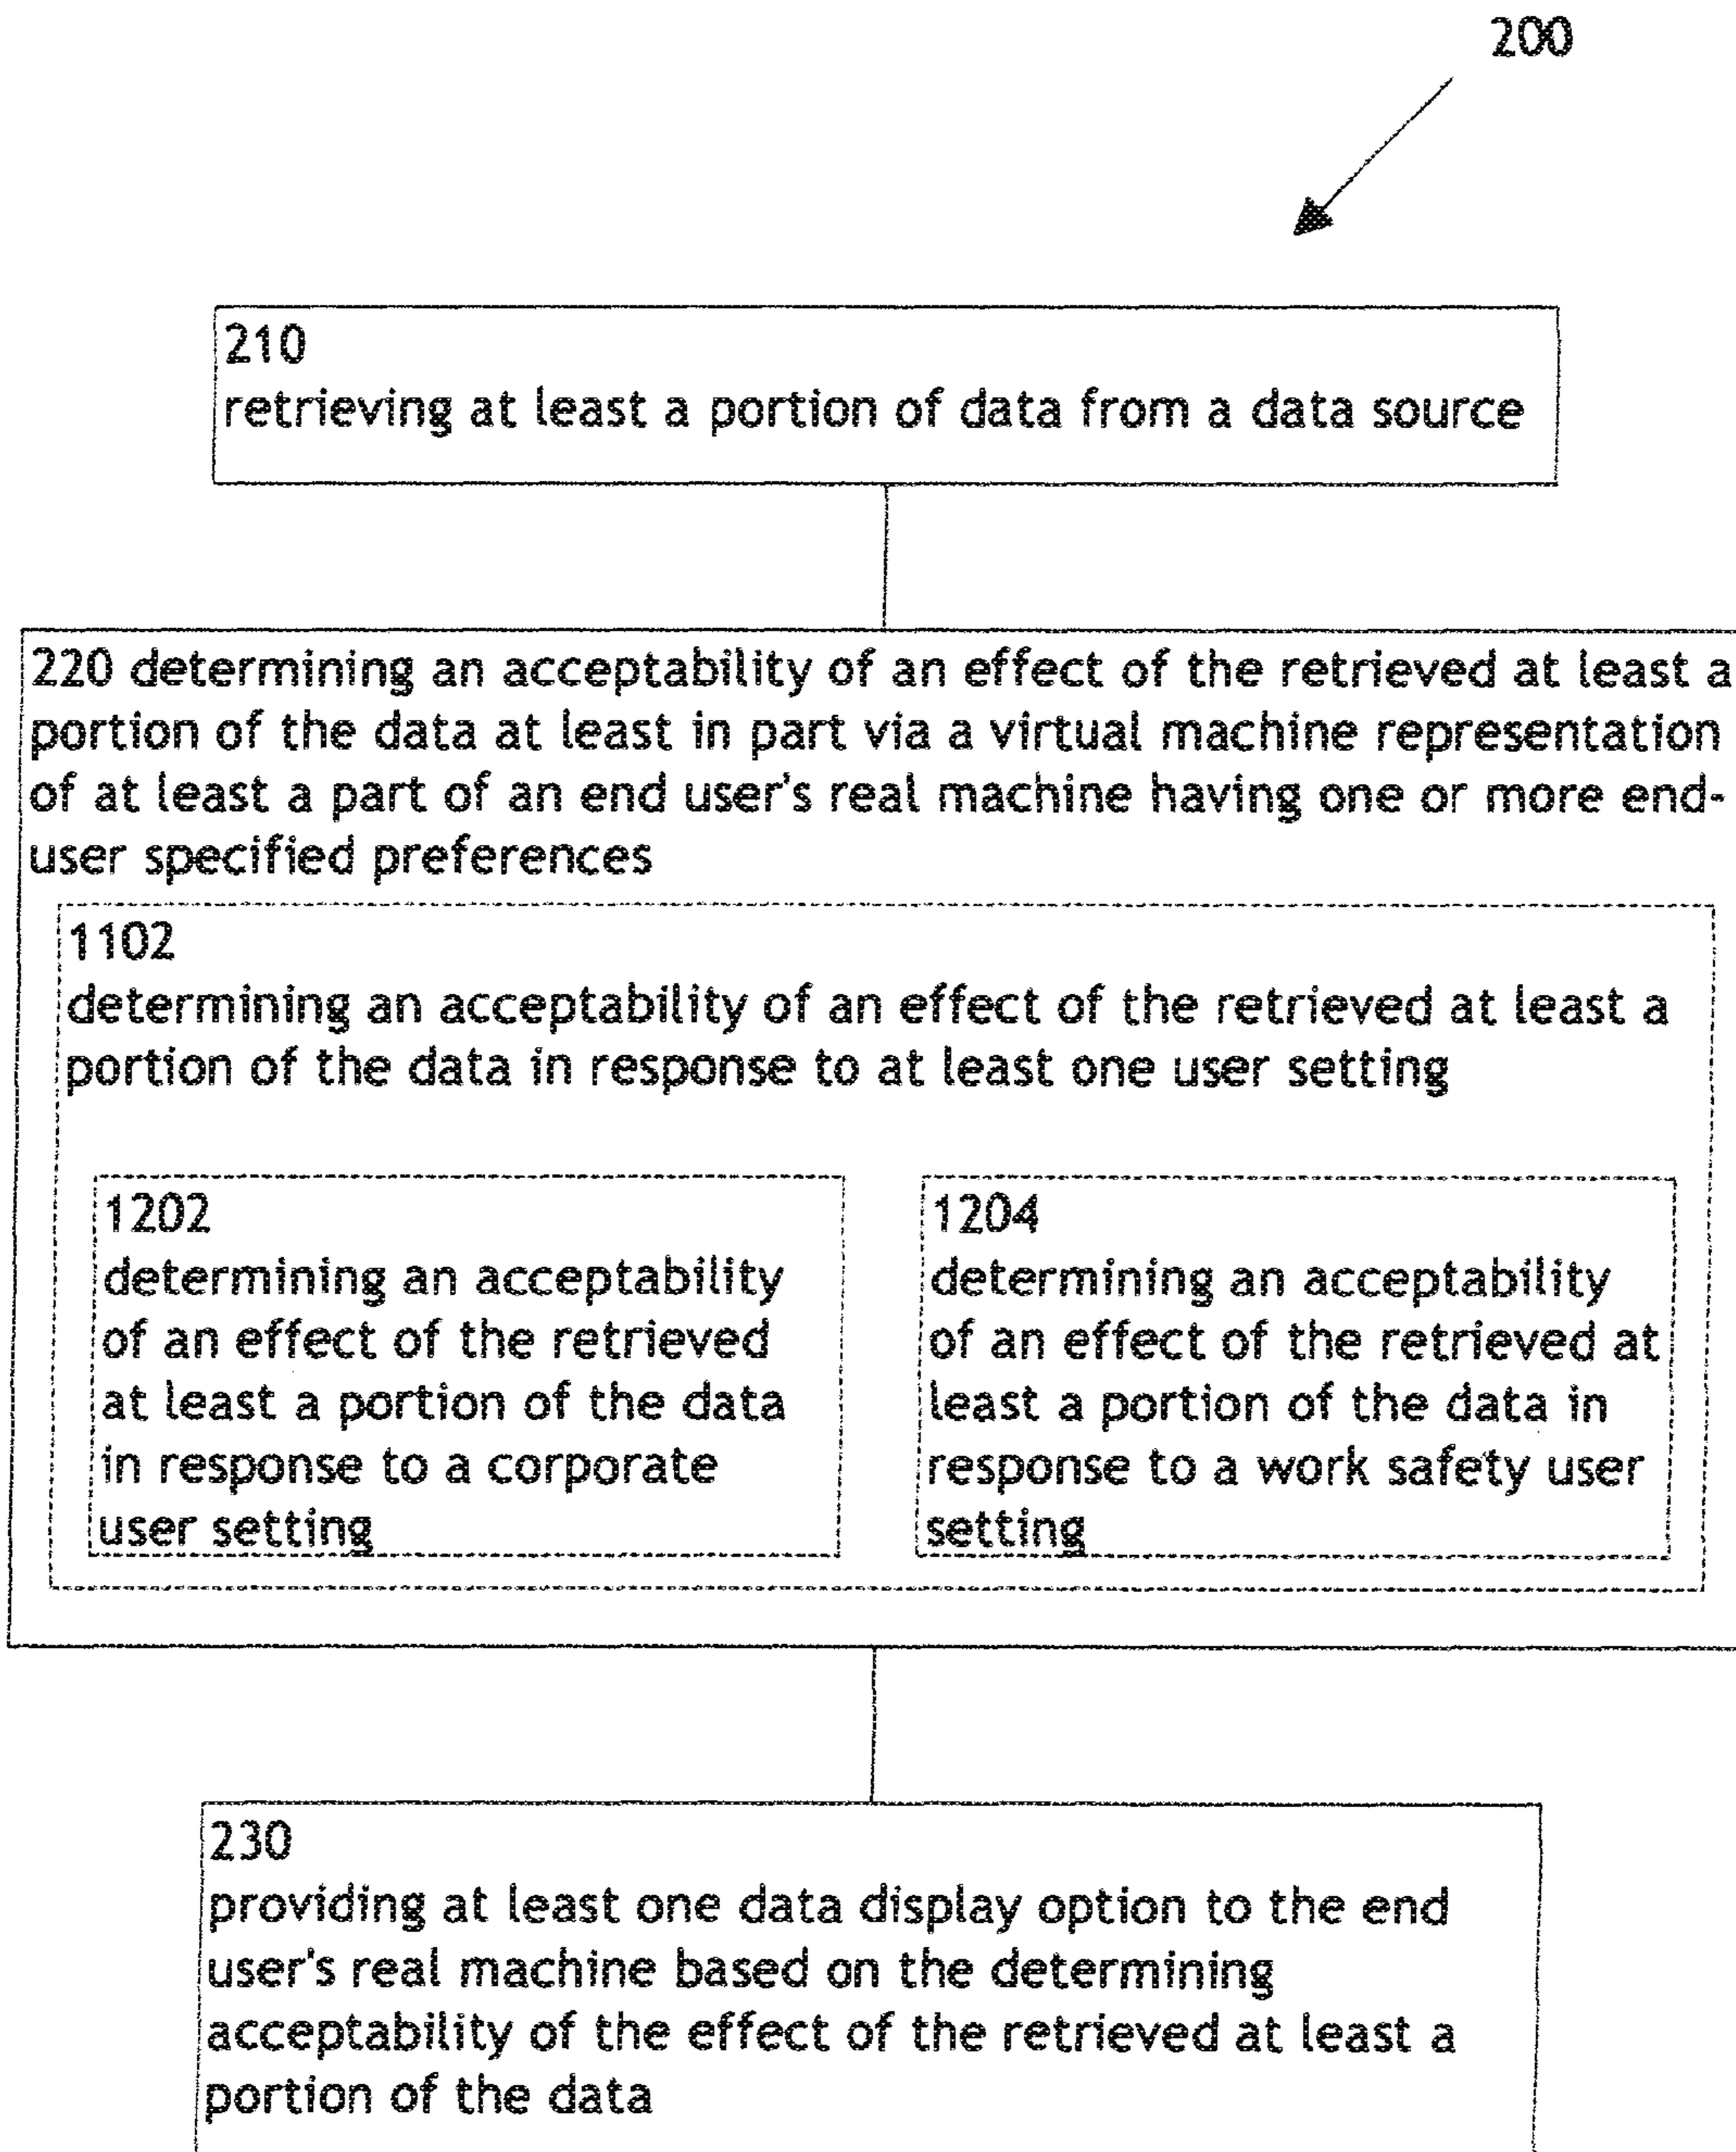 200
210
retrieving at least a portion of data from a data source
220 determining an acceptability of an effect of the retrieved at least a
portion of the data at least in part via a virtual machine representation
of at least a part of an end user's real machine having one or more end-
user specified preferences
1102
determining an acceptability of an effect of the retrieved at least a
portion of the data in response to at least one user setting
1202
determining an acceptability
of an effect of the retrieved
at least a portion of the data
in response to a corporate
user setting
1204
determining an acceptability
of an effect of the retrieved at
least a portion of the data in
response to a work safety user
setting
230
providing at least one data display option to the end
user's real machine based on the determining
acceptability of the effect of the retrieved at least a
portion of the data